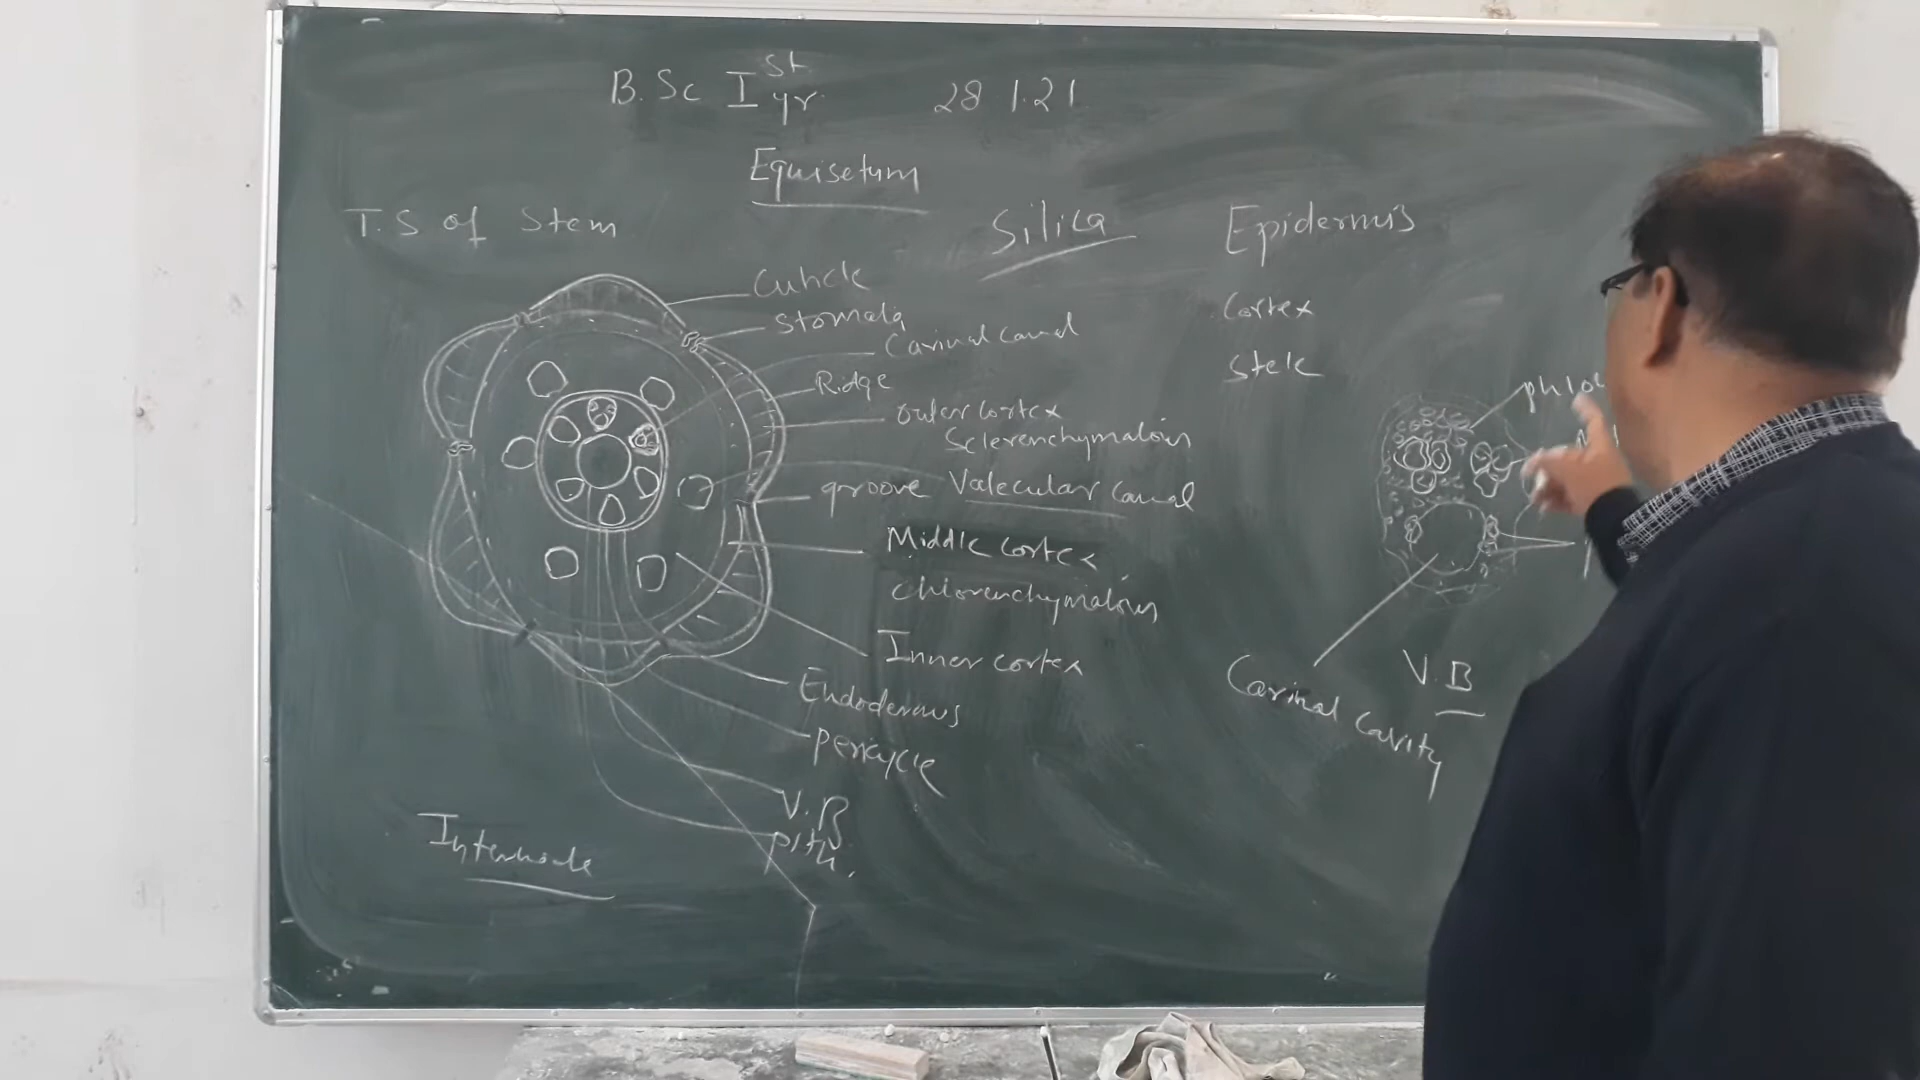 B.Sc I st yr. 28 1.21
Equisetum
T.S of Stem
Silica
Epidermis
Cortex
Stele
Cuticle
Stomata
Carinal canal
Ridge
outer cortex
Sclerenchymatous
groove
Valecular canal
Middle cortex
chlorenchymatous
Inner cortex
Endodermis
pericycle
V.B
pith.
Internode
phloe
Carinal cavity
V.B